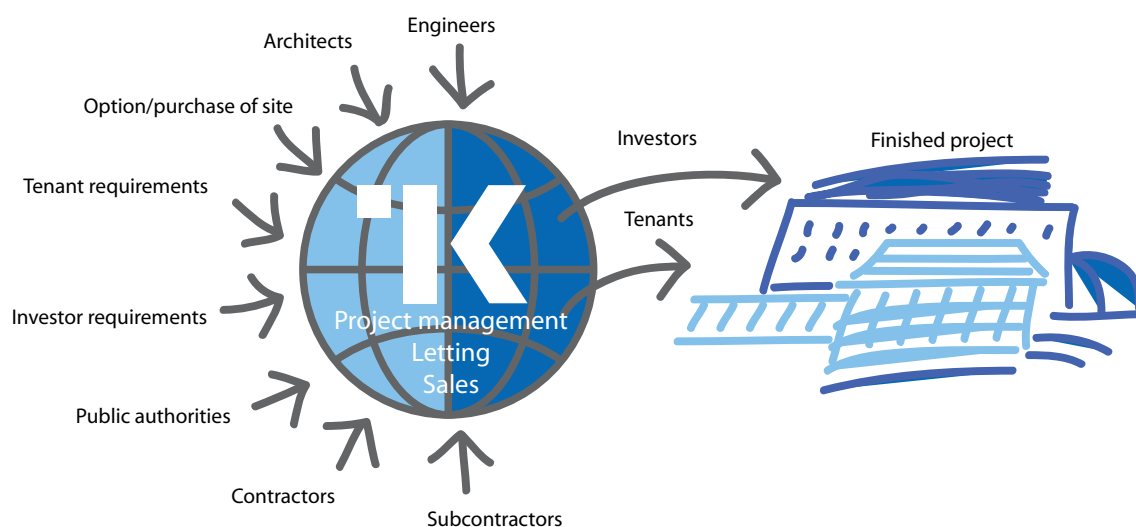 Engineers
Architects
Option/purchase of site
Tenant requirements
Investor requirements
Public authorities
Contractors
Subcontractors
K
Project management
Letting
Sales
Investors
Tenants
Finished project